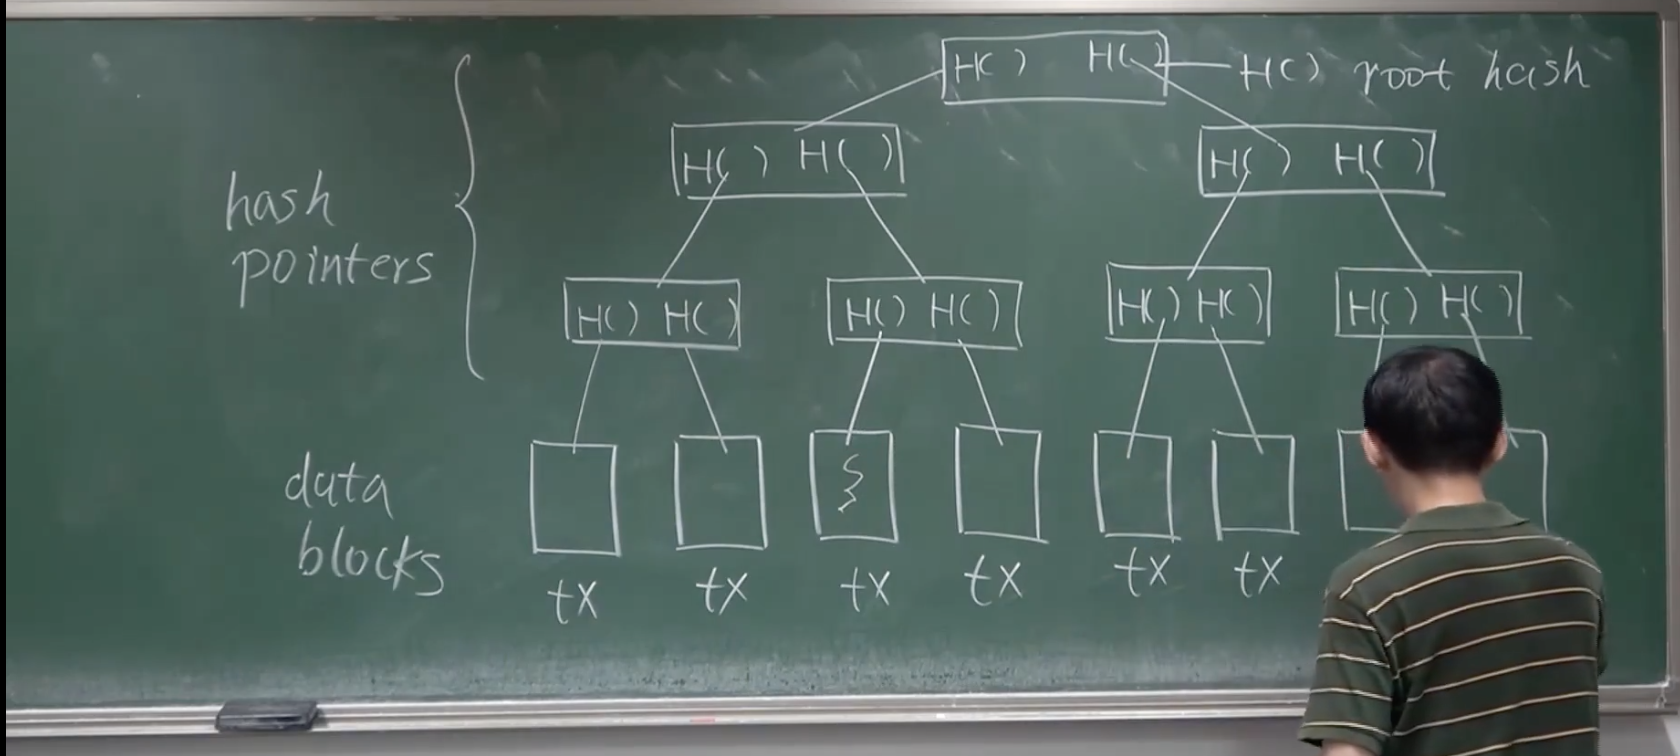 H( ) H( ) H( ) root hash
H( ) H( ) H( ) H( )
hash
pointers
H( ) H( ) H( ) H( ) H( ) H( ) H( ) H( )
data
blocks
tx tx tx tx tx tx